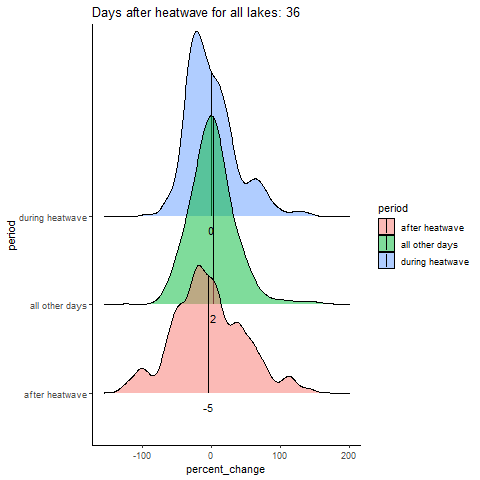 Days after heatwave for all lakes: 36
period
during heatwave
all other days
after heatwave
0
2
-5
-100
0
100
200
percent_change
period
after heatwave
all other days
during heatwave